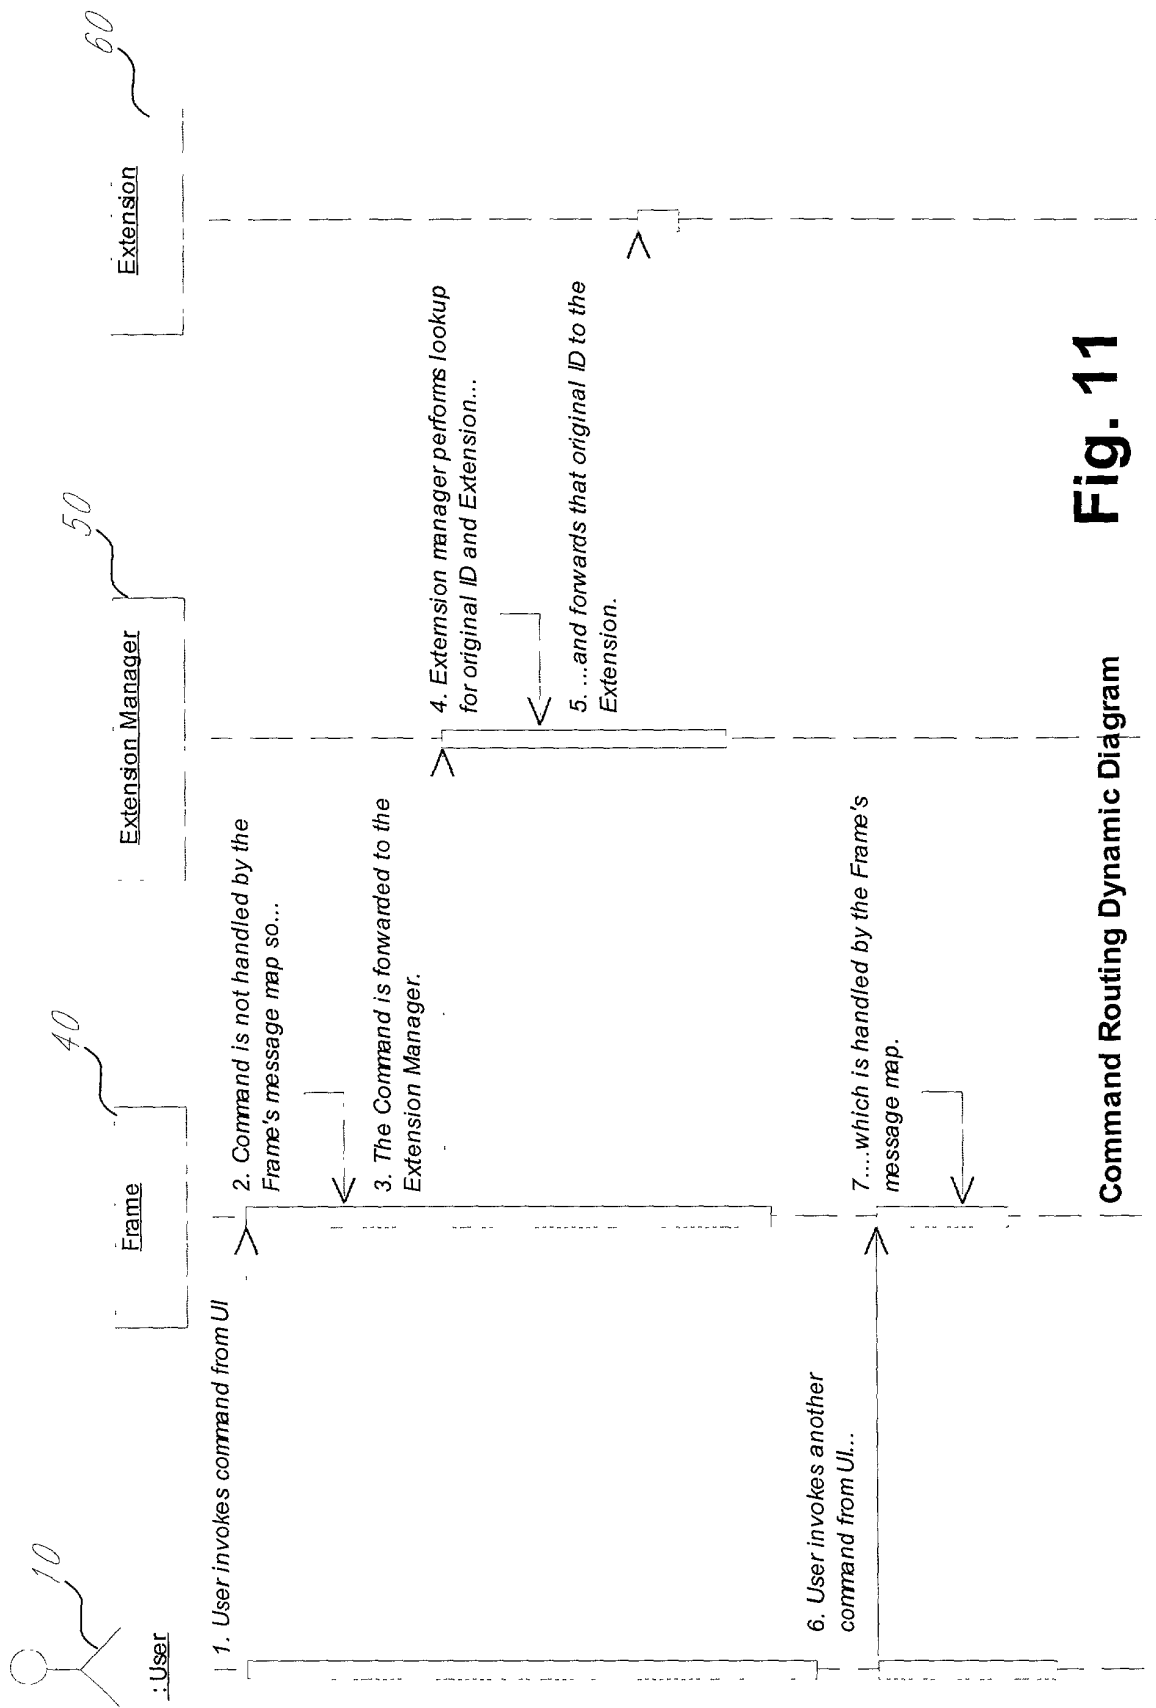 10
: User
40
Frame
50
Extension Manager
60
Extension
1. User invokes command from UI
2. Command is not handled by the
Frame's message map so...
3. The Command is forwarded to the
Extension Manager.
4. Externsion manager performs lookup
for original ID and Extension...
5. ...and forwards that original ID to the
Extension.
6. User invokes another
command from UI...
7....which is handled by the Frame's
message map.
Command Routing Dynamic Diagram
Fig. 11